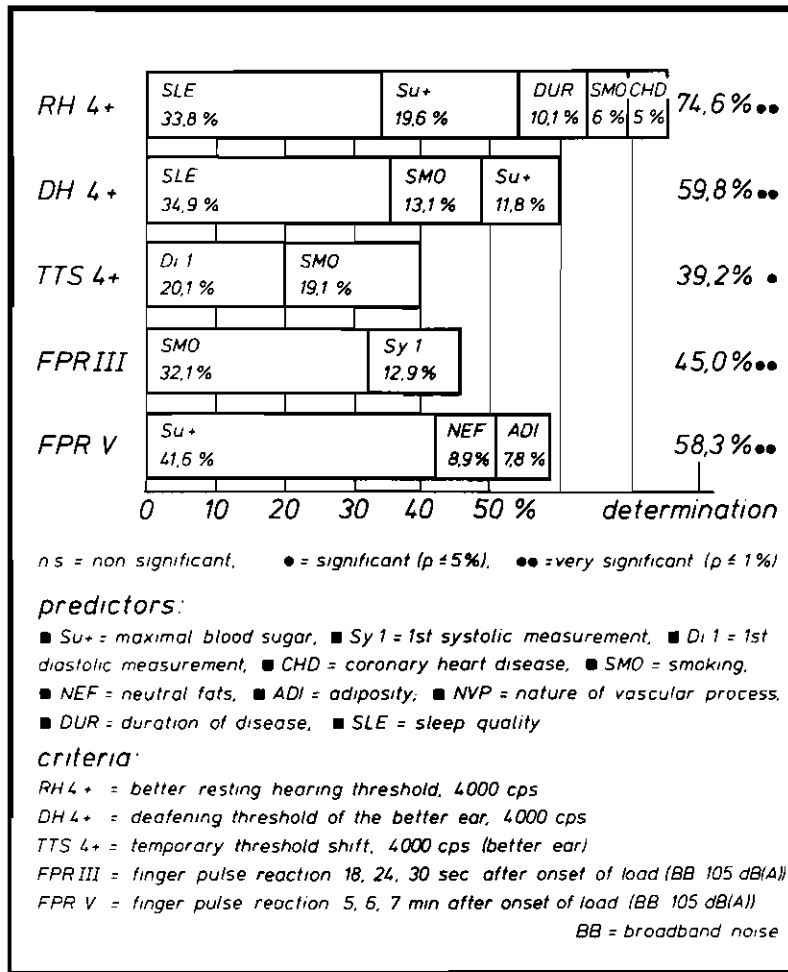 SLE Su+ DUR SMO CHD
RH 4+ 33,8 % 19,6 % 10,1 % 6 % 5 % 74,6 % ●●
SLE SMO Su+
DH 4+ 34,9 % 13,1 % 11,8 % 59,8 % ●●
Di 1 SMO
TTS 4+ 20,1 % 19,1 % 39,2 % ●
SMO Sy 1
FPR III 32,1 % 12,9 % 45,0 % ●●
Su+ NEF ADI
FPR V 41,6 % 8,9 % 7,8 % 58,3 % ●●
0 10 20 30 40 50 % determination
n s = non significant, ● = significant (p ≤ 5%), ●● = very significant (p ≤ 1%)
predictors:
■ Su+ = maximal blood sugar, ■ Sy 1 = 1st systolic measurement, ■ Di 1 = 1st
diastolic measurement, ■ CHD = coronary heart disease, ■ SMO = smoking,
■ NEF = neutral fats, ■ ADI = adiposity; ■ NVP = nature of vascular process,
■ DUR = duration of disease, ■ SLE = sleep quality
criteria:
RH 4+ = better resting hearing threshold, 4000 cps
DH 4+ = deafening threshold of the better ear, 4000 cps
TTS 4+ = temporary threshold shift, 4000 cps (better ear)
FPR III = finger pulse reaction 18, 24, 30 sec after onset of load (BB 105 dB(A))
FPR V = finger pulse reaction 5, 6, 7 min after onset of load (BB 105 dB(A))
BB = broadband noise